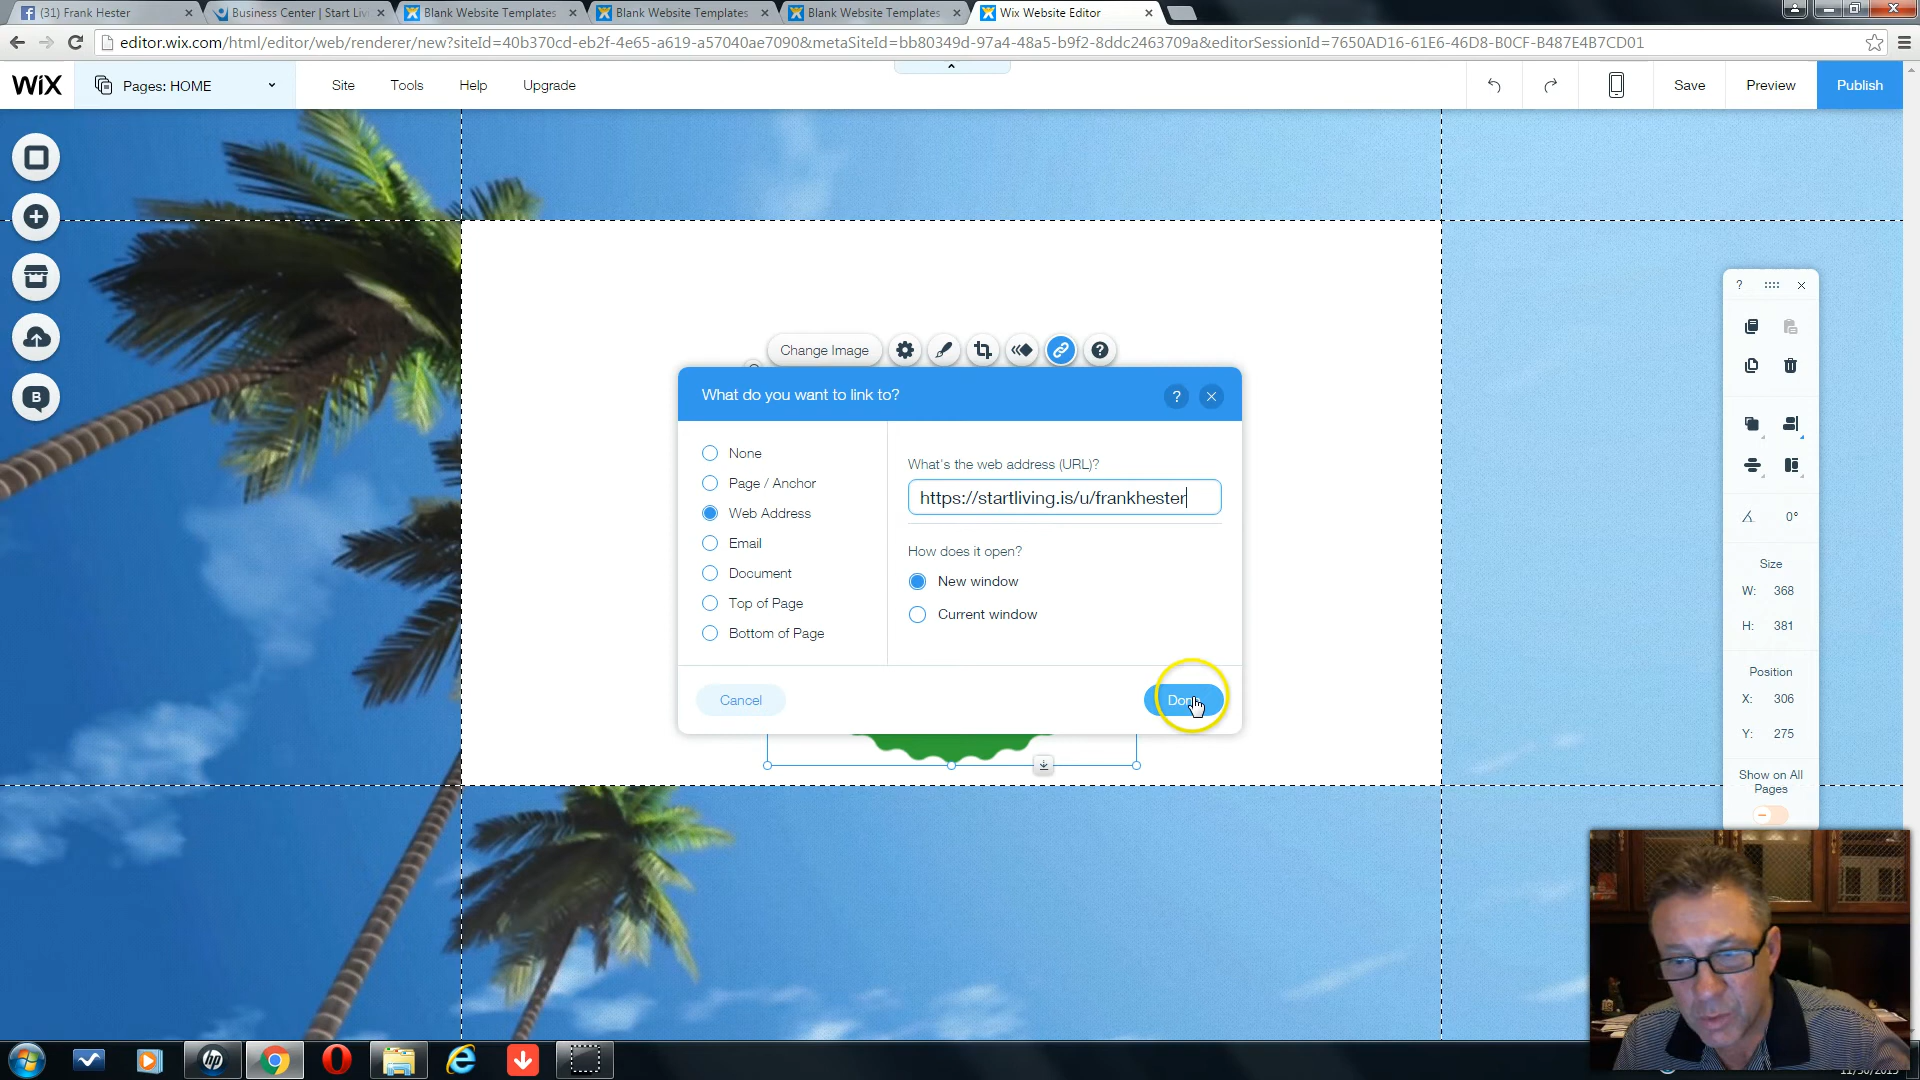 (31) Frank Hester
Business Center | Start Livi
Blank Website Templates
Blank Website Templates
Blank Website Templates
Wix Website Editor
editor.wix.com/html/editor/web/renderer/new?siteId=40b370cd-eb2f-4e65-a619-a57040ae7090&metaSiteId=bb80349d-97a4-48a5-b9f2-8ddc2463709a&editorSessionId=7650AD16-61E6-46D8-B0CF-B487E4B7CD01
WiX
Pages: HOME
Site
Tools
Help
Upgrade
Save
Preview
Publish
Change Image
What do you want to link to?
None
Page / Anchor
Web Address
Email
Document
Top of Page
Bottom of Page
What's the web address (URL)?
https://startliving.is/u/frankhester
How does it open?
New window
Current window
Cancel
Done
0°
Size
W: 368
H: 381
Position
X: 306
Y: 275
Show on All
Pages